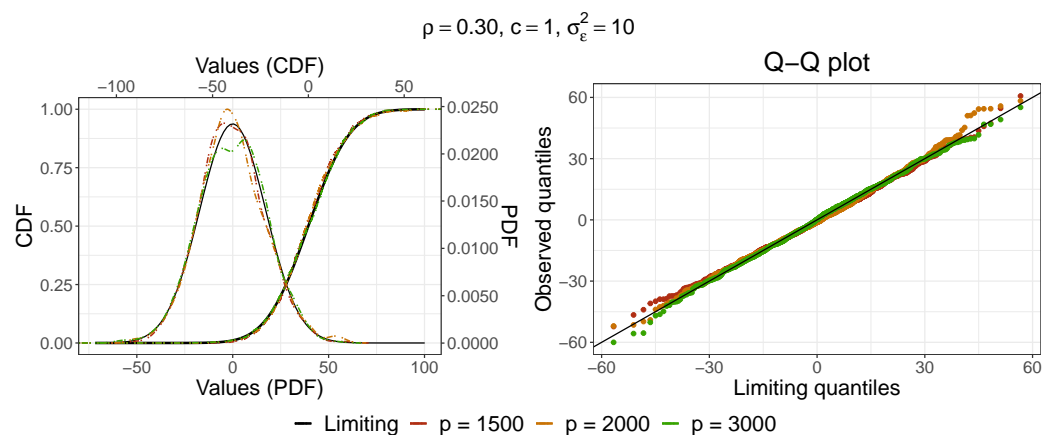 ρ = 0.30, c = 1, σ_ε^2 = 10
Values (CDF)
−100 −50 0 50
1.00
0.75
0.50
0.25
0.00
CDF
0.0250
0.0200
0.0150
0.0100
0.0050
0.0000
PDF
−50 0 50 100
Values (PDF)
Q−Q plot
60
30
0
−30
−60
Observed quantiles
−60 −30 0 30 60
Limiting quantiles
Limiting p = 1500 p = 2000 p = 3000